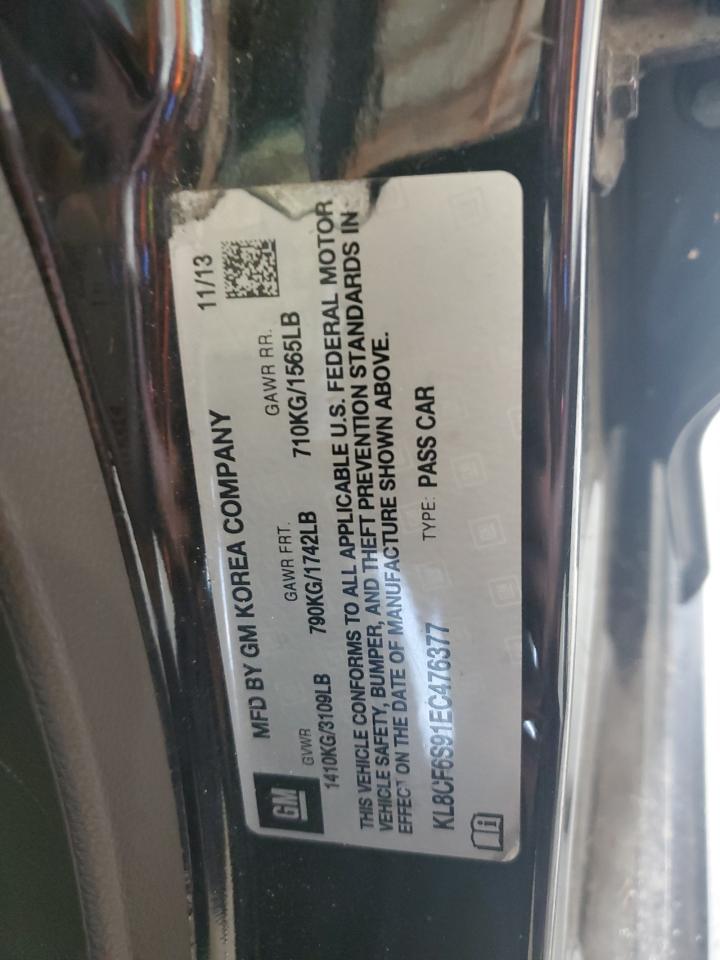 MFD BY GM KOREA COMPANY 11/13
GM
GVWR GAWR FRT. GAWR RR.
1410KG/3109LB 790KG/1742LB 710KG/1565LB
THIS VEHICLE CONFORMS TO ALL APPLICABLE U.S. FEDERAL MOTOR
VEHICLE SAFETY, BUMPER, AND THEFT PREVENTION STANDARDS IN
EFFECT ON THE DATE OF MANUFACTURE SHOWN ABOVE.
KL8CF6S91EC476377 TYPE: PASS CAR